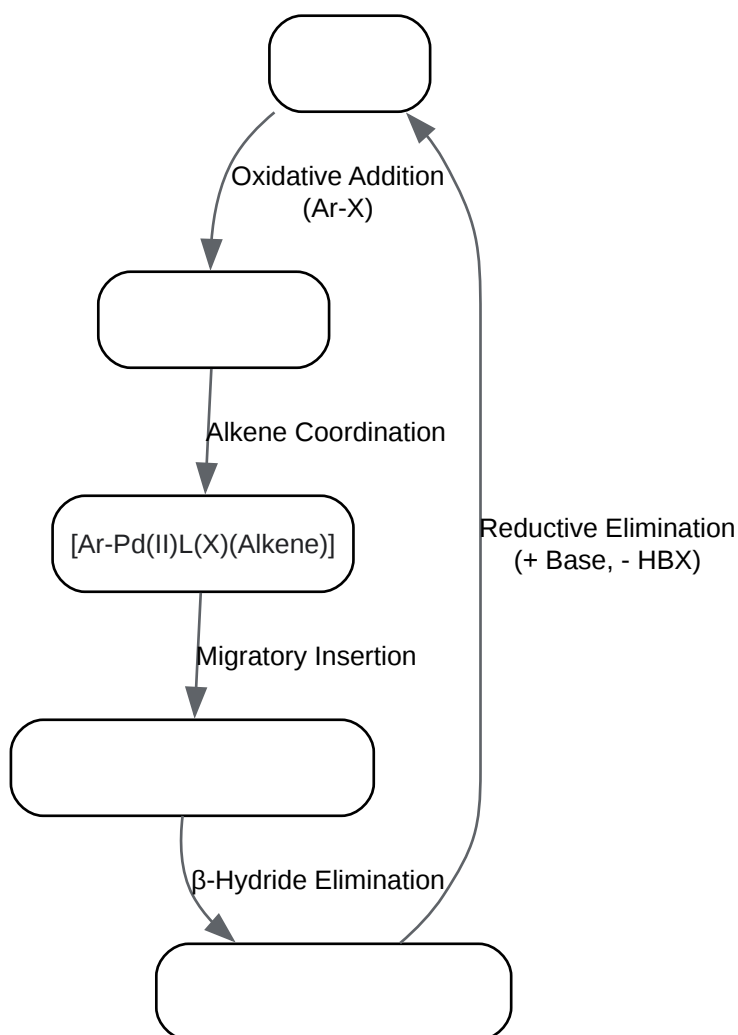 Oxidative Addition
(Ar-X)
Alkene Coordination
[Ar-Pd(II)L(X)(Alkene)]
Reductive Elimination
(+ Base, - HBX)
Migratory Insertion
β-Hydride Elimination